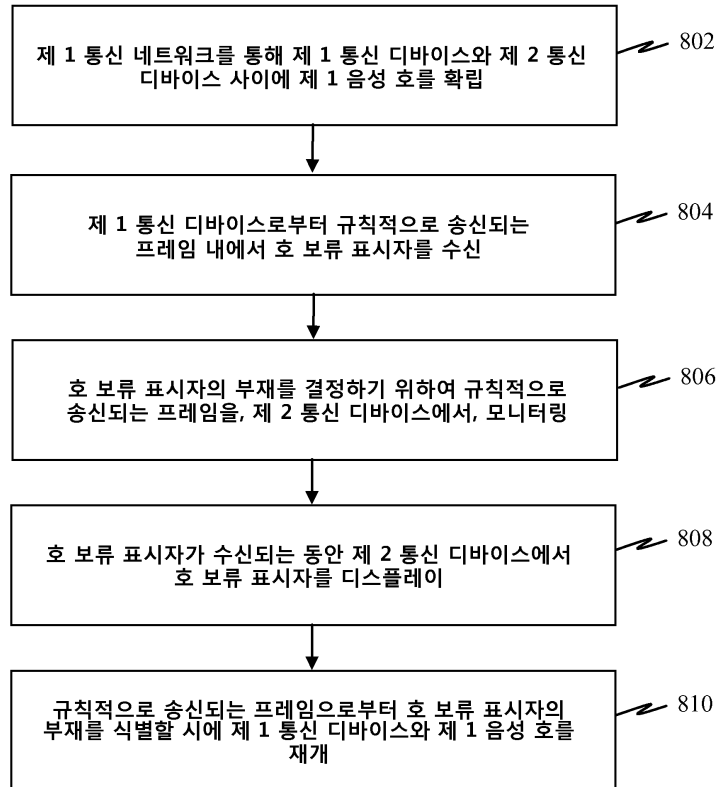 제 1 통신 네트워크를 통해 제 1 통신 디바이스와 제 2 통신
디바이스 사이에 제 1 음성 호를 확립
802
제 1 통신 디바이스로부터 규칙적으로 송신되는
프레임 내에서 호 보류 표시자를 수신
804
호 보류 표시자의 부재를 결정하기 위하여 규칙적으로
송신되는 프레임을, 제 2 통신 디바이스에서, 모니터링
806
호 보류 표시자가 수신되는 동안 제 2 통신 디바이스에서
호 보류 표시자를 디스플레이
808
규칙적으로 송신되는 프레임으로부터 호 보류 표시자의
부재를 식별할 시에 제 1 통신 디바이스와 제 1 음성 호를
재개
810